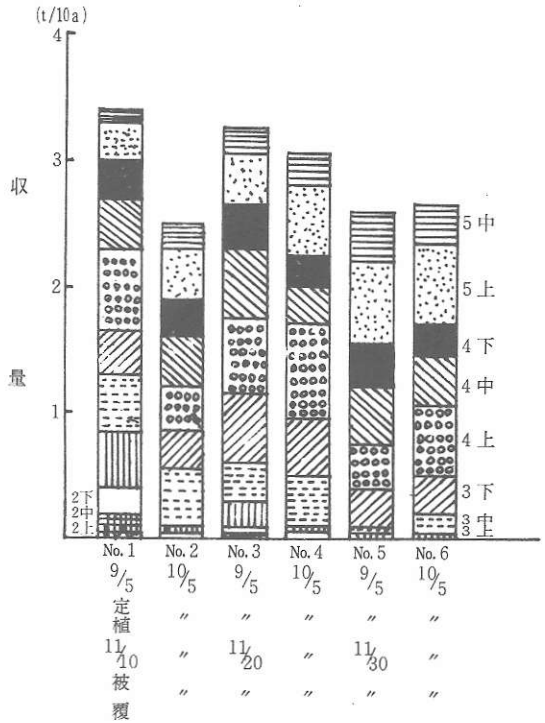 (t/10a)
4
3
2
1
収量
5中
5上
4下
4中
4上
3下
3中
3上
2下
2中
2上
No.1 No.2 No.3 No.4 No.5 No.6
9/5 10/5 9/5 10/5 9/5 10/5
定植 〃 〃 〃 〃 〃
11/10 〃 11/20 〃 11/30 〃
被覆 〃 〃 〃 〃 〃